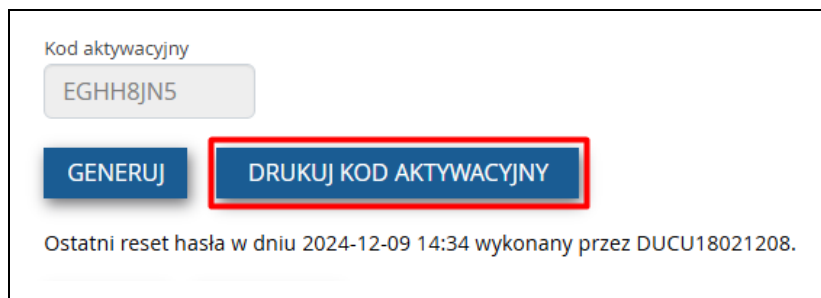 Kod aktywacyjny
EGHH8JN5
GENERUJ DRUKUJ KOD AKTYWACYJNY
Ostatni reset hasła w dniu 2024-12-09 14:34 wykonany przez DUCU18021208.